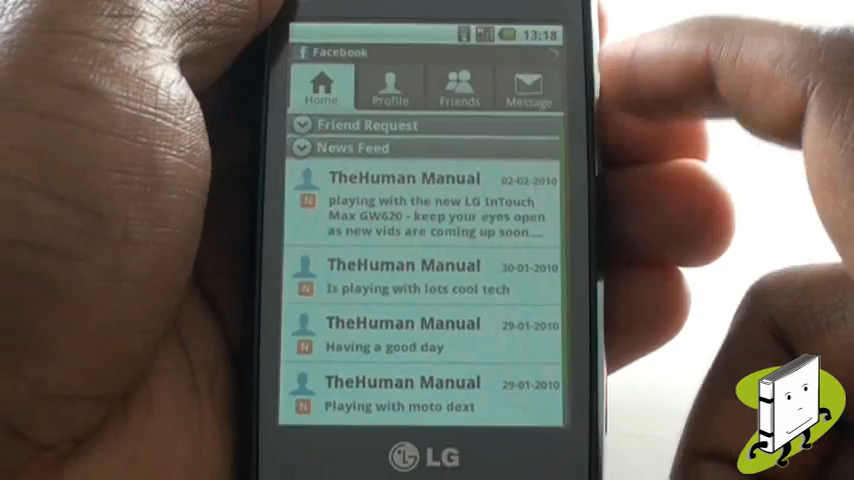 13:18
Facebook
Home Profile Friends Message
Friend Request
News Feed
TheHuman Manual 02-02-2010
N playing with the new LG InTouch
Max GW620 - keep your eyes open
as new vids are coming up soon....
TheHuman Manual 30-01-2010
N Is playing with lots cool tech
TheHuman Manual 29-01-2010
N Having a good day
TheHuman Manual 29-01-2010
N Playing with moto dext
LG LG